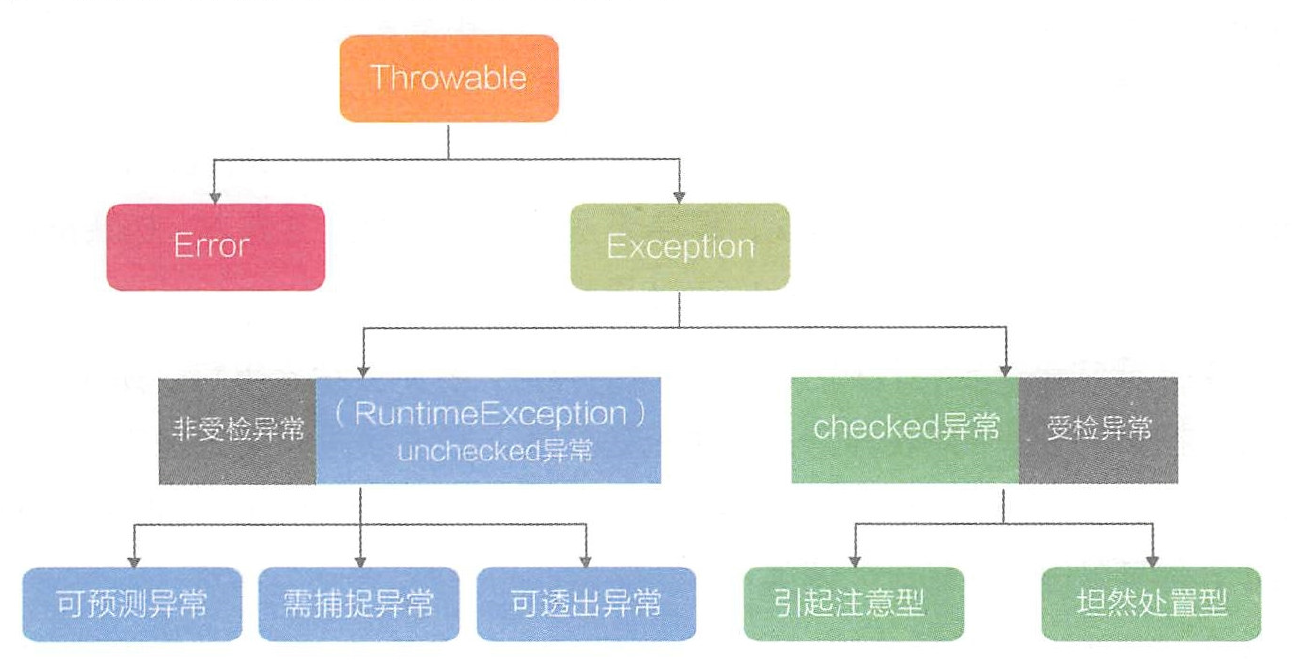 Throwable
Error
Exception
非受检异常
（RuntimeException）
unchecked异常
checked异常
受检异常
可预测异常
需捕捉异常
可透出异常
引起注意型
坦然处置型